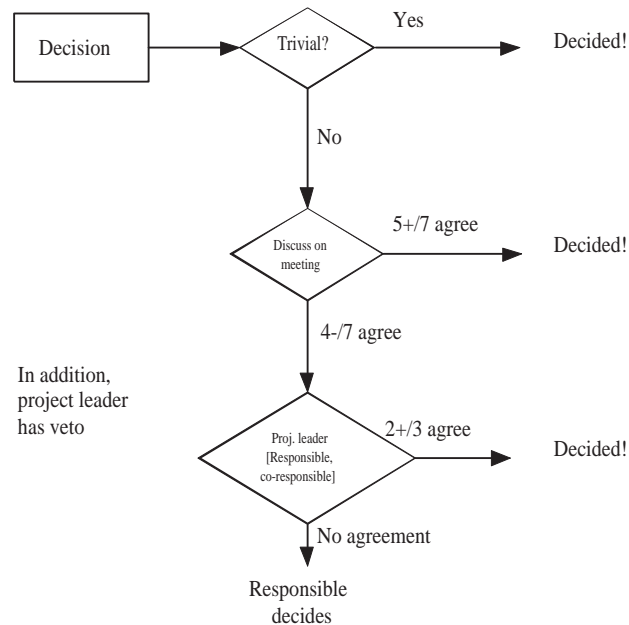 Decision
Trivial?
Yes
Decided!
No
Discuss on
meeting
5+/7 agree
Decided!
4-/7 agree
In addition,
project leader
has veto
Proj. leader
[Responsible,
co-responsible]
2+/3 agree
Decided!
No agreement
Responsible
decides